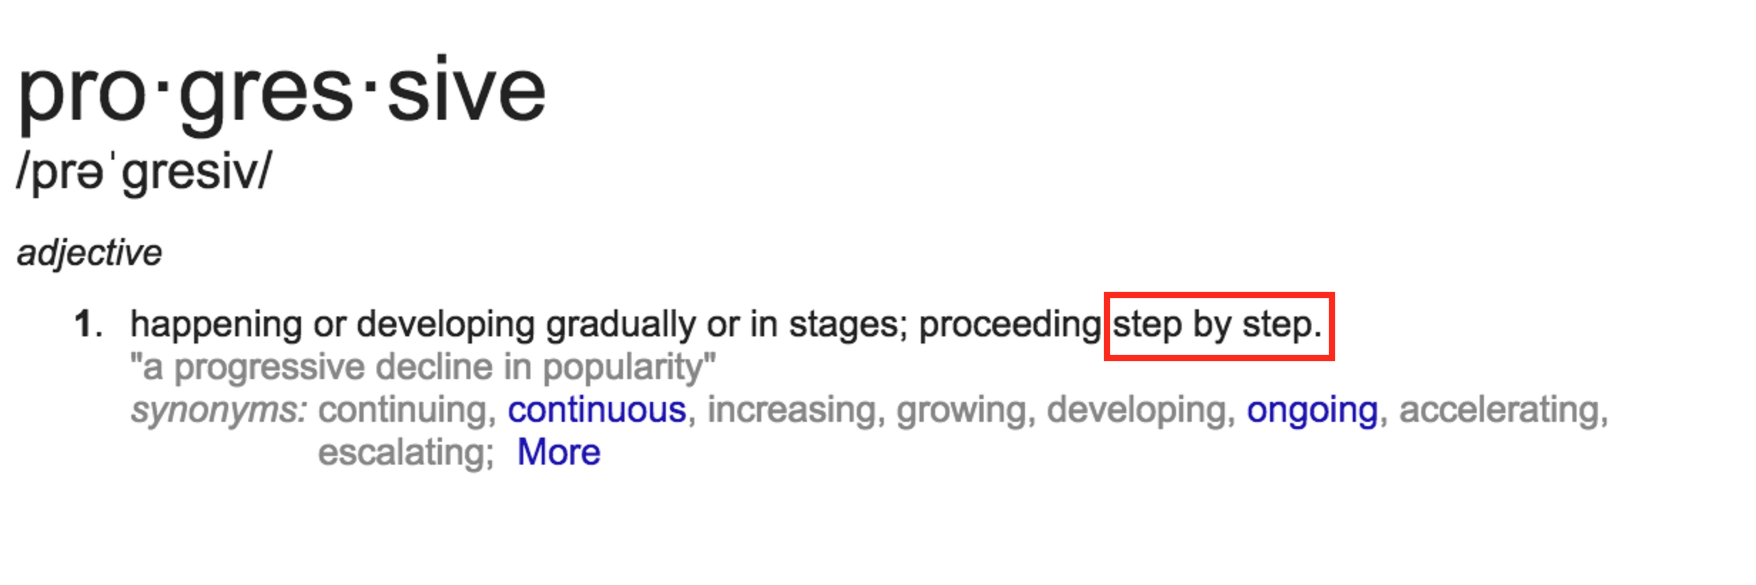 pro·gres·sive
/prəˈɡresiv/
adjective
1. happening or developing gradually or in stages; proceeding step by step.
"a progressive decline in popularity"
synonyms: continuing, continuous, increasing, growing, developing, ongoing, accelerating,
escalating; More